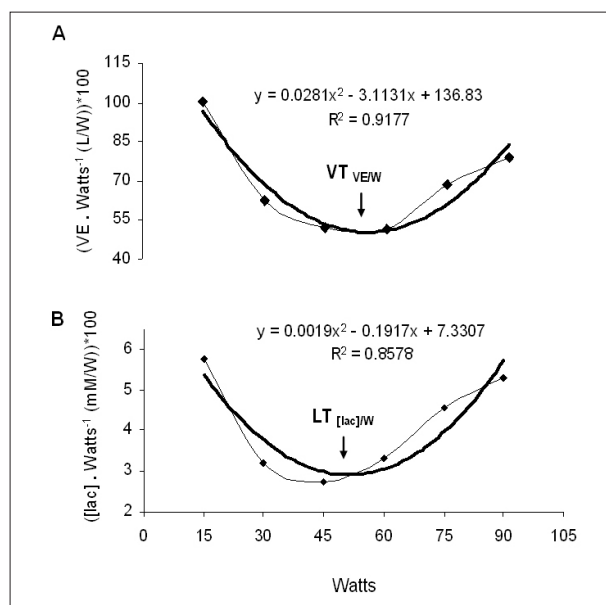 A
115
100
85
70
55
40
(VE . Watts⁻¹ (L/W))*100
y = 0.0281x² - 3.1131x + 136.83
R² = 0.9177
VT VE/W
B
6
5
4
3
2
([lac] . Watts⁻¹ (mM/W))*100
y = 0.0019x² - 0.1917x + 7.3307
R² = 0.8578
LT [lac]/W
0 15 30 45 60 75 90 105
Watts